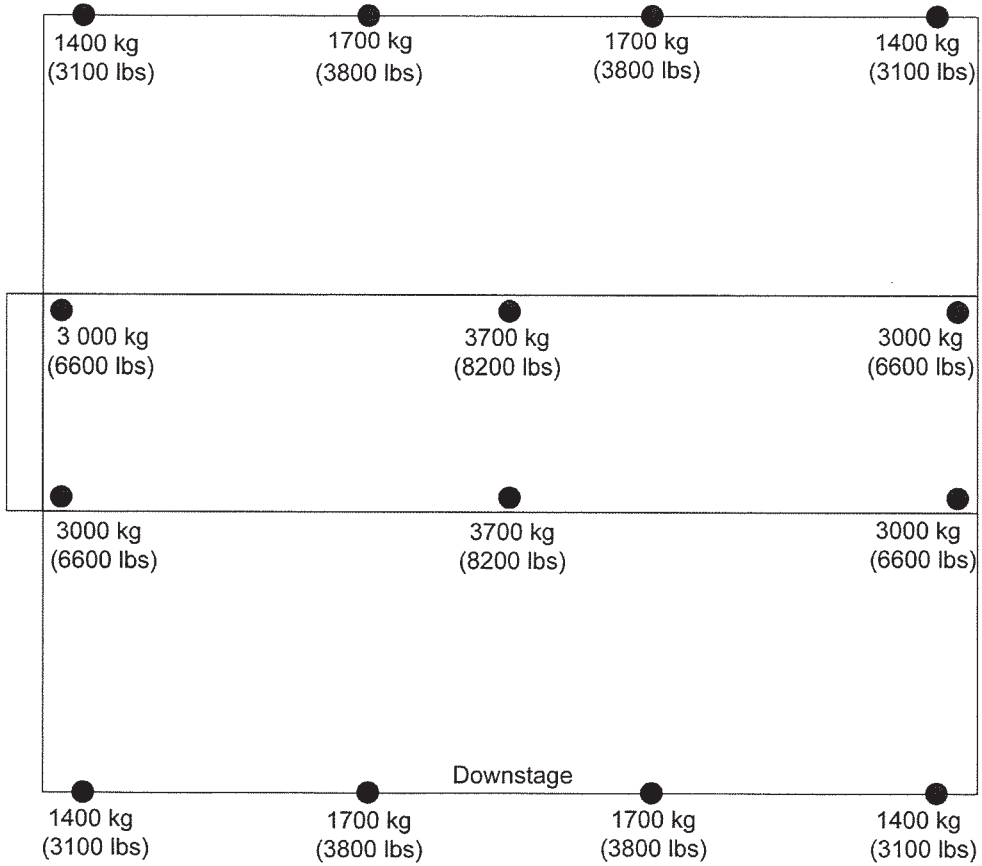 1400 kg
(3100 lbs)
1700 kg
(3800 lbs)
1700 kg
(3800 lbs)
1400 kg
(3100 lbs)
3 000 kg
(6600 lbs)
3700 kg
(8200 lbs)
3000 kg
(6600 lbs)
3000 kg
(6600 lbs)
3700 kg
(8200 lbs)
3000 kg
(6600 lbs)
Downstage
1400 kg
(3100 lbs)
1700 kg
(3800 lbs)
1700 kg
(3800 lbs)
1400 kg
(3100 lbs)